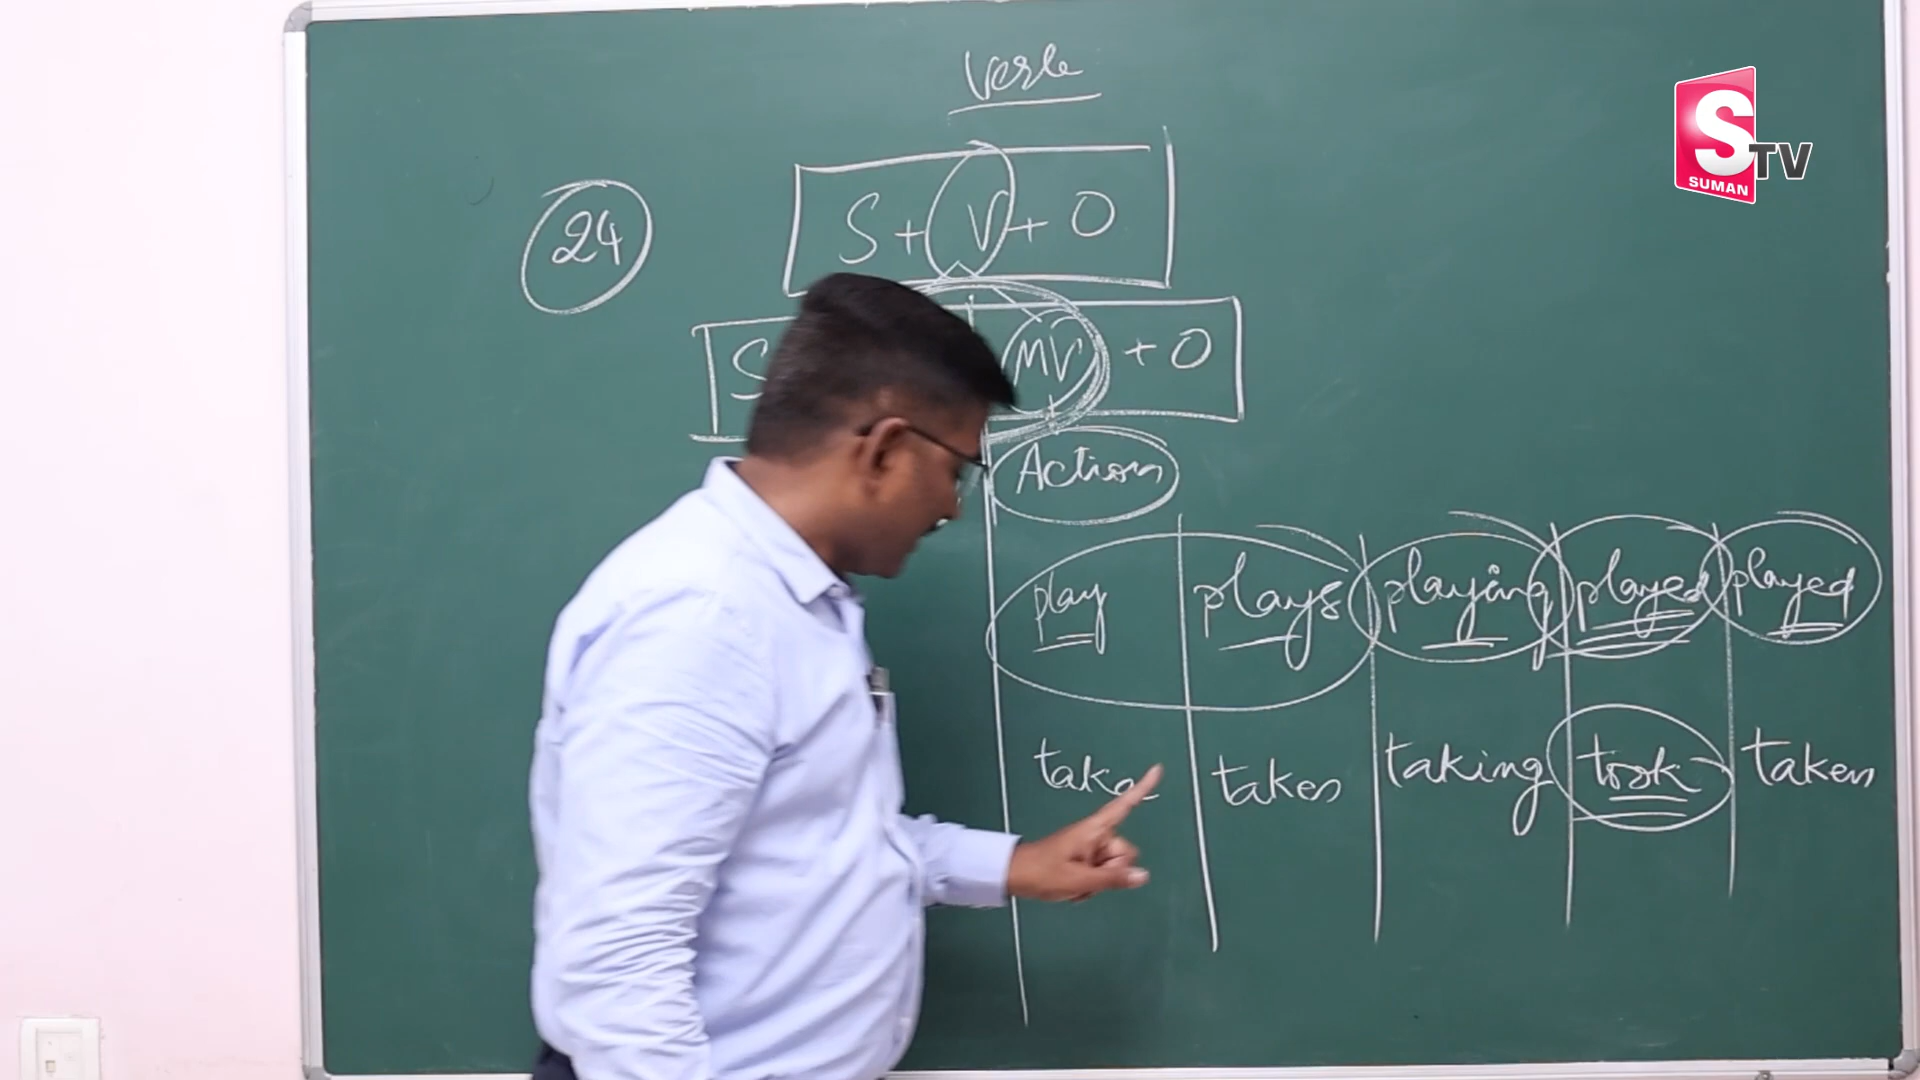 Verb
S + V + O
24
S MV + O
Action
play plays playing played played
take takes taking took taken
S TV
SUMAN